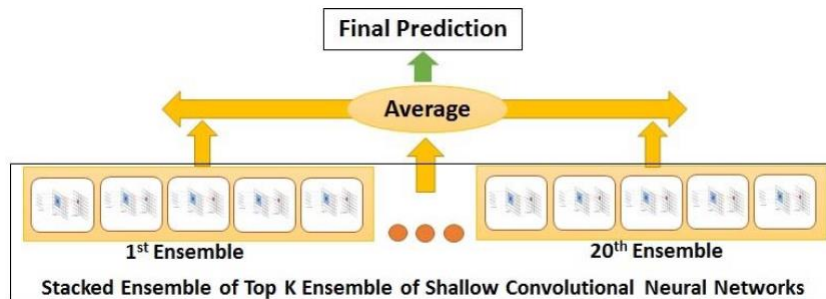 Final Prediction
Average
1st Ensemble
20th Ensemble
Stacked Ensemble of Top K Ensemble of Shallow Convolutional Neural Networks